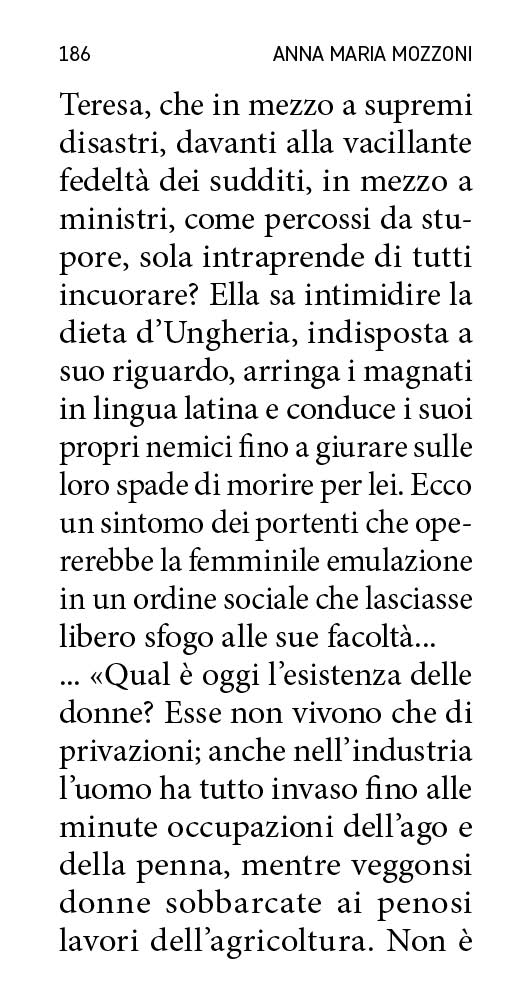 186 ANNA MARIA MOZZONI
Teresa, che in mezzo a supremi
disastri, davanti alla vacillante
fedeltà dei sudditi, in mezzo a
ministri, come percossi da stu-
pore, sola intraprende di tutti
incuorare? Ella sa intimidire la
dieta d’Ungheria, indisposta a
suo riguardo, arringa i magnati
in lingua latina e conduce i suoi
propri nemici fino a giurare sulle
loro spade di morire per lei. Ecco
un sintomo dei portenti che ope-
rerebbe la femminile emulazione
in un ordine sociale che lasciasse
libero sfogo alle sue facoltà...
... «Qual è oggi l’esistenza delle
donne? Esse non vivono che di
privazioni; anche nell’industria
l’uomo ha tutto invaso fino alle
minute occupazioni dell’ago e
della penna, mentre veggonsi
donne sobbarcate ai penosi
lavori dell’agricoltura. Non è